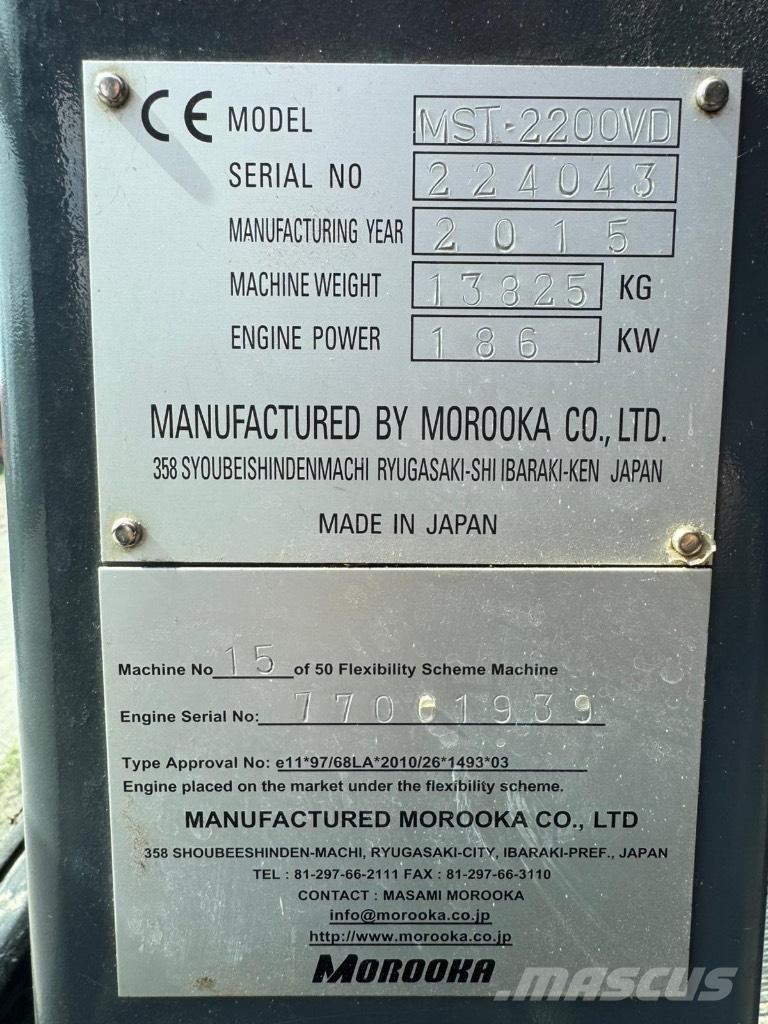 CE MODEL MST-2200VD
SERIAL NO 224043
MANUFACTURING YEAR 2015
MACHINE WEIGHT 13825 KG
ENGINE POWER 186 KW
MANUFACTURED BY MOROOKA CO., LTD.
358 SYOUBEISHINDENMACHI RYUGASAKI-SHI IBARAKI-KEN JAPAN
MADE IN JAPAN
Machine No 15 of 50 Flexibility Scheme Machine
Engine Serial No: 77001939
Type Approval No: e11*97/68LA*2010/26*1493*03
Engine placed on the market under the flexibility scheme.
MANUFACTURED MOROOKA CO., LTD
358 SHOUBEESHINDEN-MACHI, RYUGASAKI-CITY, IBARAKI-PREF., JAPAN
TEL : 81-297-66-2111 FAX : 81-297-66-3110
CONTACT : MASAMI MOROOKA
info@morooka.co.jp
http://www.morooka.co.jp
MOROOKA
MASCUS